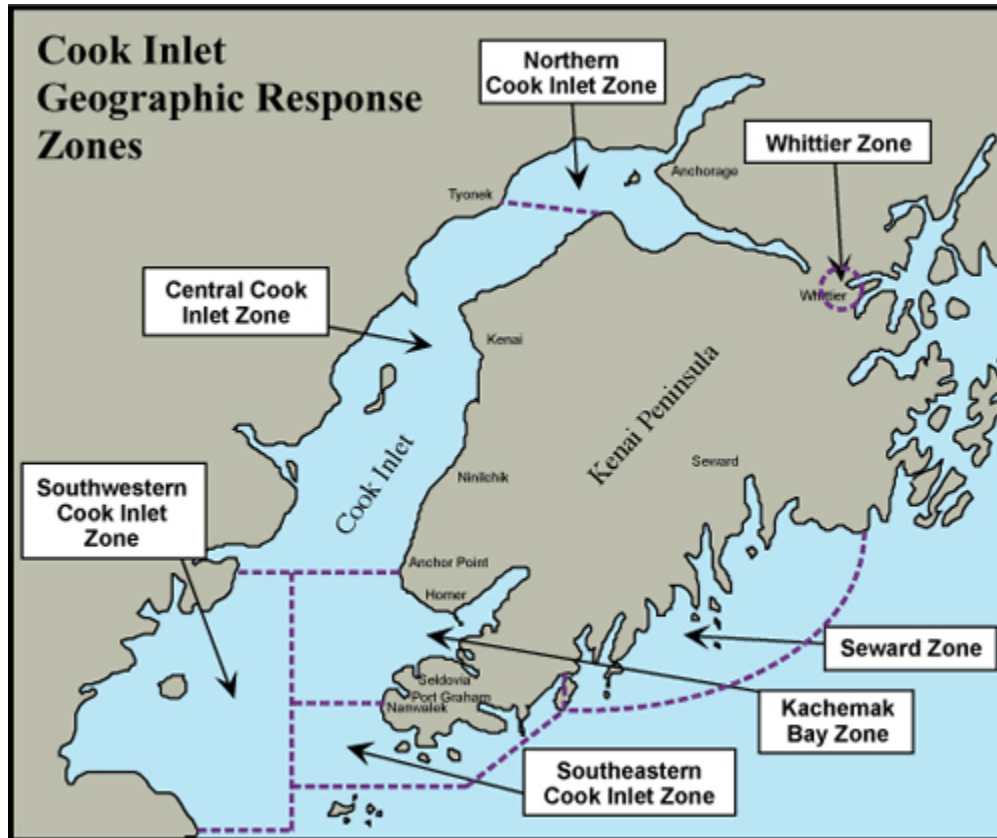 Cook Inlet
Geographic Response
Zones
Northern
Cook Inlet Zone
Whittier Zone
Anchorage
Tyonek
Whittier
Central Cook
Inlet Zone
Kenai
Kenai Peninsula
Cook Inlet
Seward
Ninilchik
Southwestern
Cook Inlet
Zone
Anchor Point
Homer
Seward Zone
Seldovia
Port Graham
Nanwalek
Kachemak
Bay Zone
Southeastern
Cook Inlet Zone